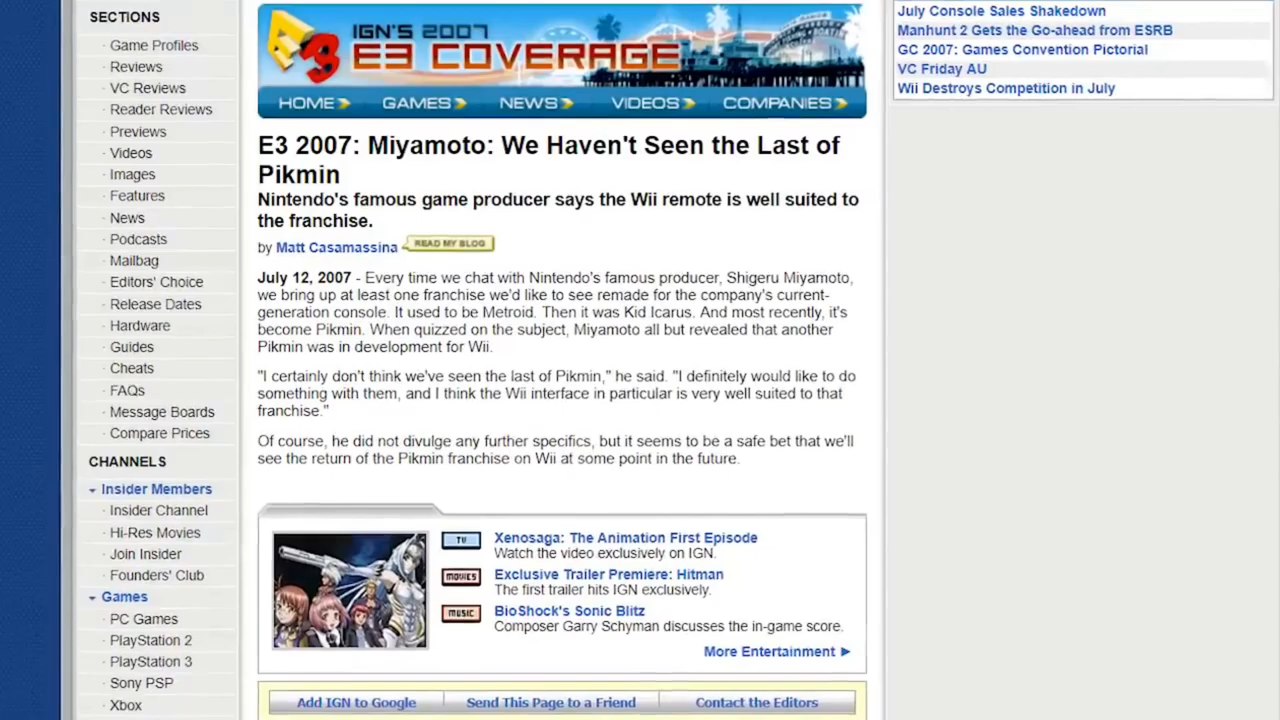 SECTIONS
· Game Profiles
· Reviews
· VC Reviews
· Reader Reviews
· Previews
· Videos
· Images
· Features
· News
· Podcasts
· Mailbag
· Editors' Choice
· Release Dates
· Hardware
· Guides
· Cheats
· FAQs
· Message Boards
· Compare Prices
CHANNELS
Insider Members
· Insider Channel
· Hi-Res Movies
· Join Insider
· Founders' Club
Games
· PC Games
· PlayStation 2
· PlayStation 3
· Sony PSP
· Xbox
E3
IGN'S 2007
E3 COVERAGE
HOME GAMES NEWS VIDEOS COMPANIES
E3 2007: Miyamoto: We Haven't Seen the Last of
Pikmin
Nintendo's famous game producer says the Wii remote is well suited to
the franchise.
by Matt Casamassina READ MY BLOG
July 12, 2007 - Every time we chat with Nintendo's famous producer, Shigeru Miyamoto,
we bring up at least one franchise we'd like to see remade for the company's current-
generation console. It used to be Metroid. Then it was Kid Icarus. And most recently, it's
become Pikmin. When quizzed on the subject, Miyamoto all but revealed that another
Pikmin was in development for Wii.
"I certainly don't think we've seen the last of Pikmin," he said. "I definitely would like to do
something with them, and I think the Wii interface in particular is very well suited to that
franchise."
Of course, he did not divulge any further specifics, but it seems to be a safe bet that we'll
see the return of the Pikmin franchise on Wii at some point in the future.
TV Xenosaga: The Animation First Episode
Watch the video exclusively on IGN.
MOVIES Exclusive Trailer Premiere: Hitman
The first trailer hits IGN exclusively.
MUSIC BioShock's Sonic Blitz
Composer Garry Schyman discusses the in-game score.
More Entertainment ►
Add IGN to Google Send This Page to a Friend Contact the Editors
July Console Sales Shakedown
Manhunt 2 Gets the Go-ahead from ESRB
GC 2007: Games Convention Pictorial
VC Friday AU
Wii Destroys Competition in July